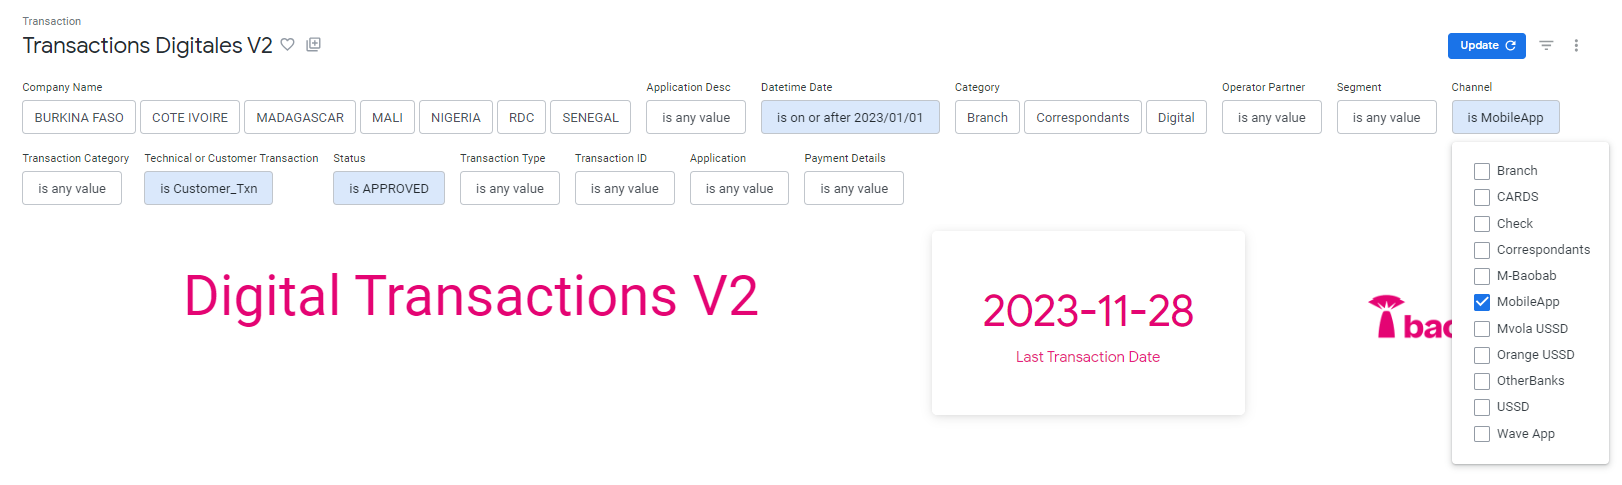 Transaction
Transactions Digitales V2
Update
Company Name
Application Desc
Datetime Date
Category
Operator Partner
Segment
Channel
BURKINA FASO
COTE IVOIRE
MADAGASCAR
MALI
NIGERIA
RDC
SENEGAL
is any value
is on or after 2023/01/01
Branch
Correspondants
Digital
is any value
is any value
is MobileApp
Transaction Category
Technical or Customer Transaction
Status
Transaction Type
Transaction ID
Application
Payment Details
is any value
is Customer_Txn
is APPROVED
is any value
is any value
is any value
is any value
Branch
CARDS
Check
Correspondants
M-Baobab
MobileApp
Mvola USSD
Orange USSD
OtherBanks
USSD
Wave App
Digital Transactions V2
2023-11-28
Last Transaction Date